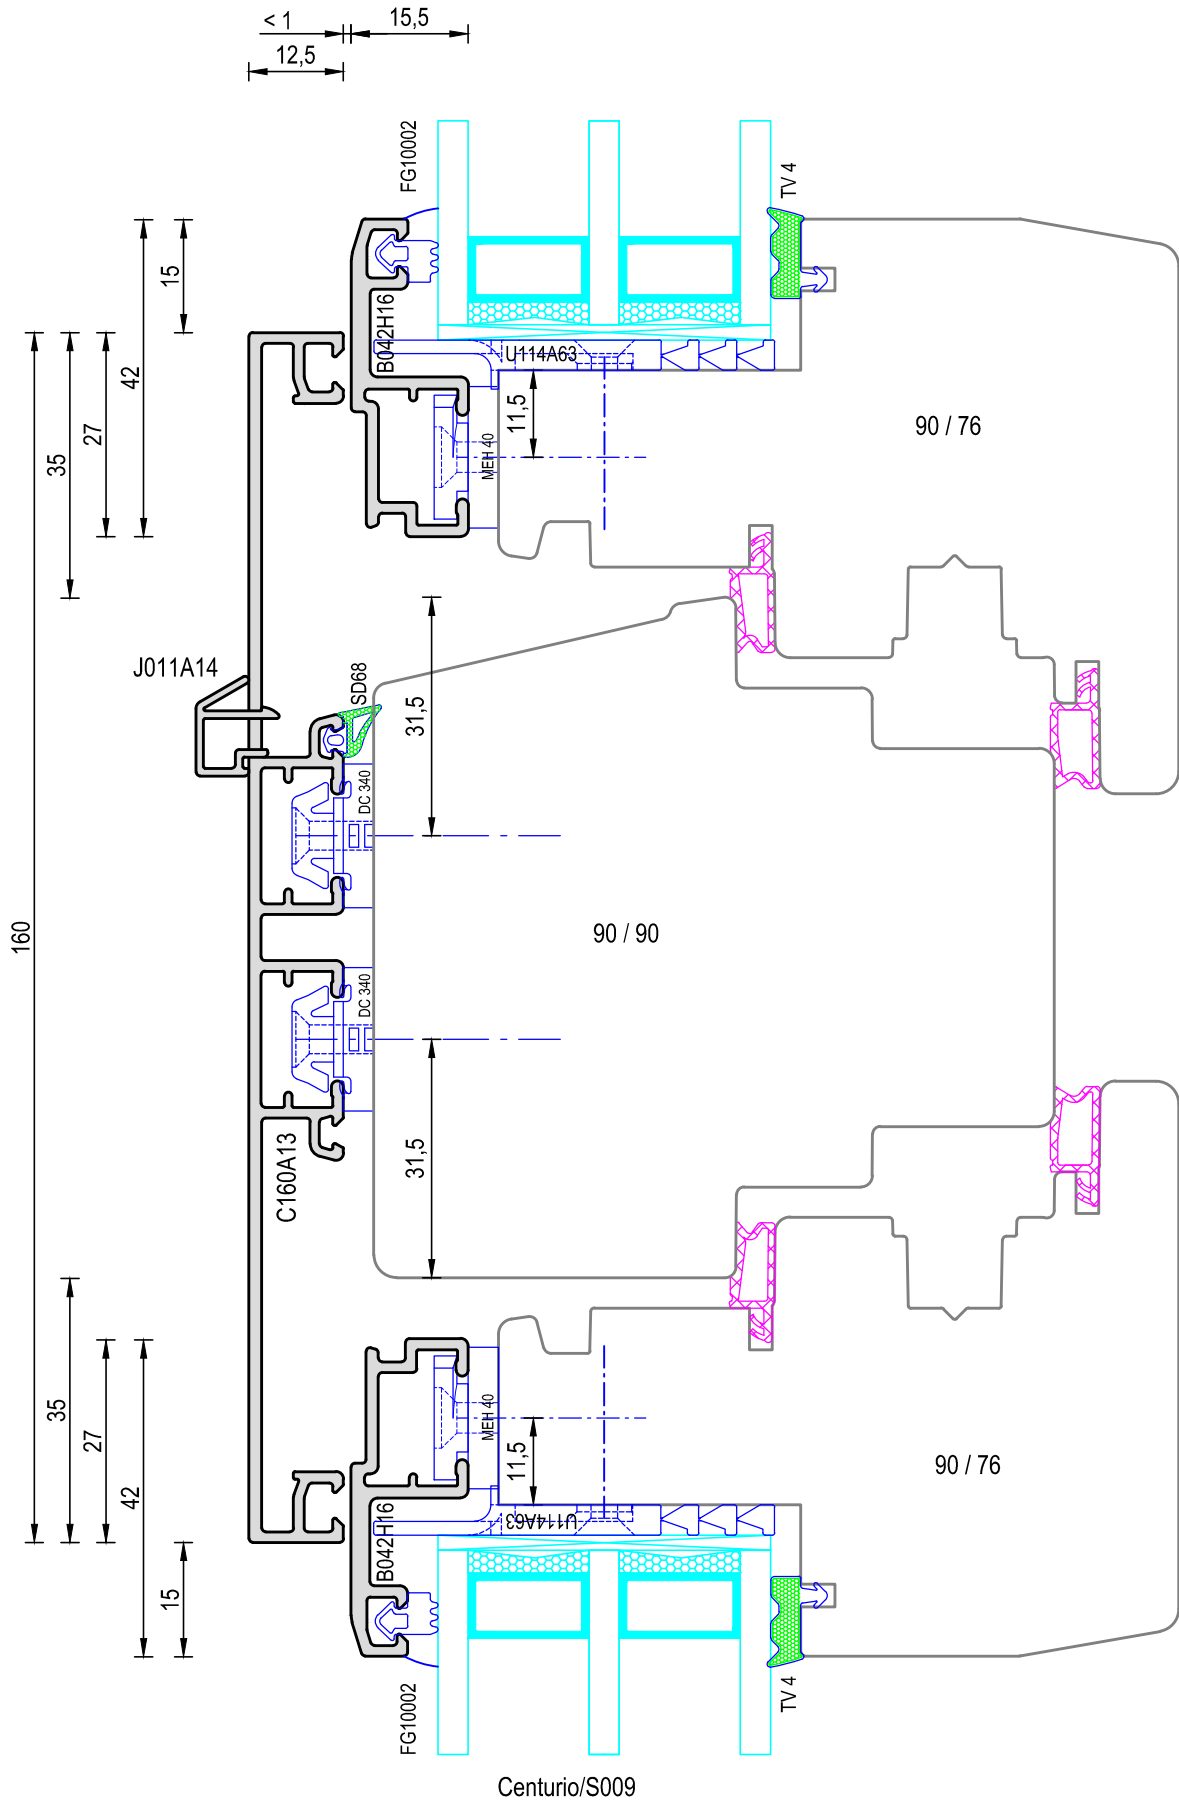 < 1
15,5
12,5
FG10002
TV 4
15
42
27
35
B042H16
U114A63
11,5
MEH 40
90 / 76
J011A14
SD68
31,5
DC 340
160
90 / 90
DC 340
C160A13
31,5
35
27
42
MEH 40
11,5
90 / 76
U114A63
B042H16
15
FG10002
TV 4
Centurio/S009